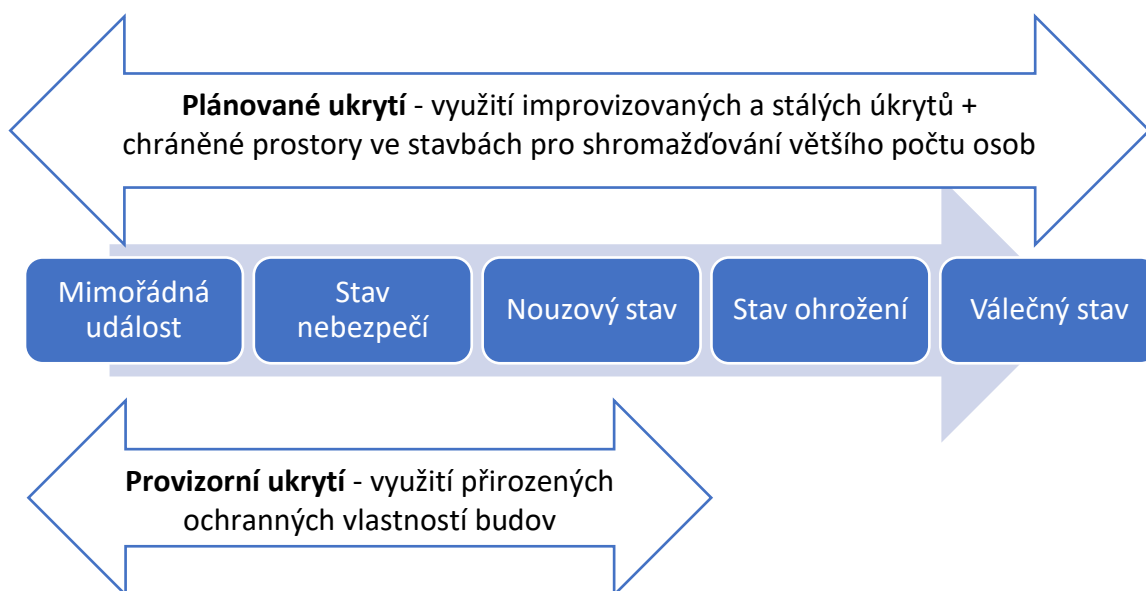 Plánované ukrytí - využití improvizovaných a stálých úkrytů +
chráněné prostory ve stavbách pro shromažďování většího počtu osob
Mimořádná
událost
Stav
nebezpečí
Nouzový stav
Stav ohrožení
Válečný stav
Provizorní ukrytí - využití přirozených
ochranných vlastností budov